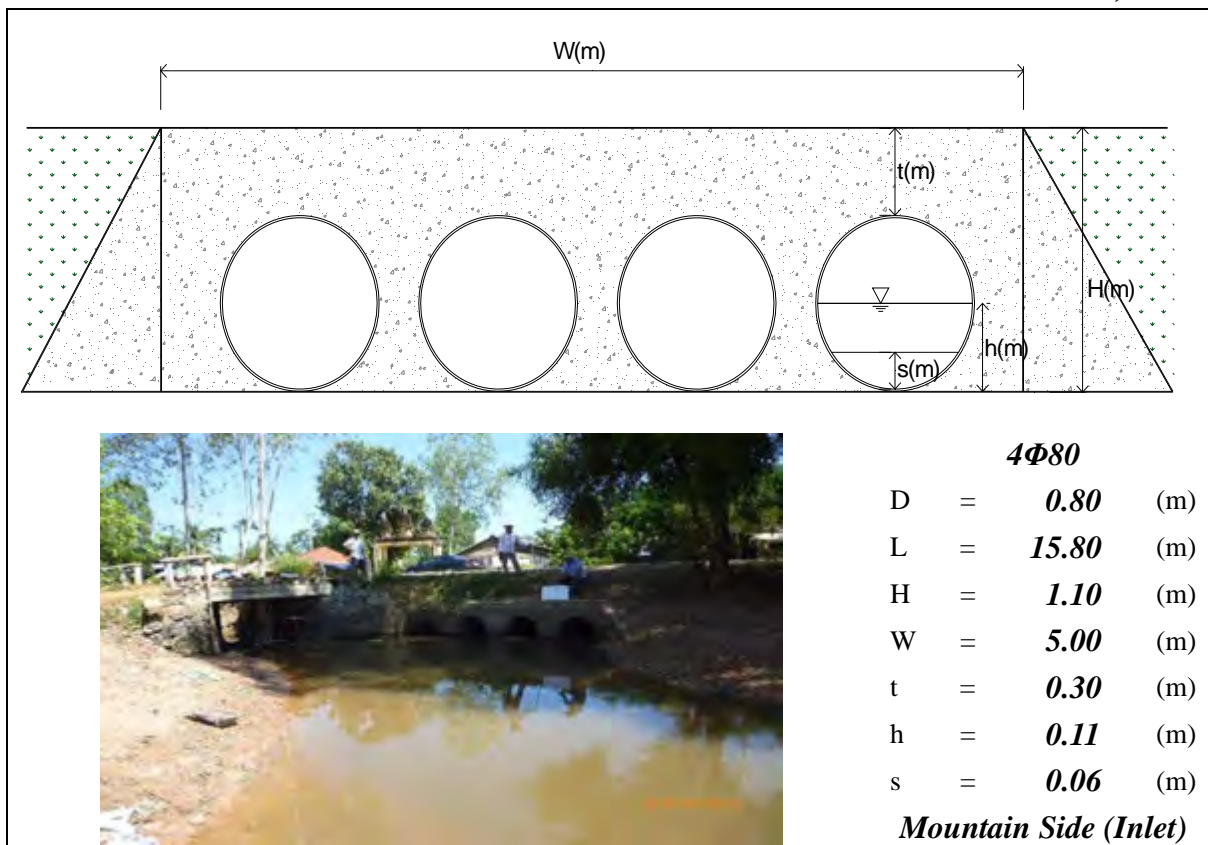 W(m)
t(m)
H(m)
h(m)
s(m)
4Φ80
D = 0.80 (m)
L = 15.80 (m)
H = 1.10 (m)
W = 5.00 (m)
t = 0.30 (m)
h = 0.11 (m)
s = 0.06 (m)
Mountain Side (Inlet)